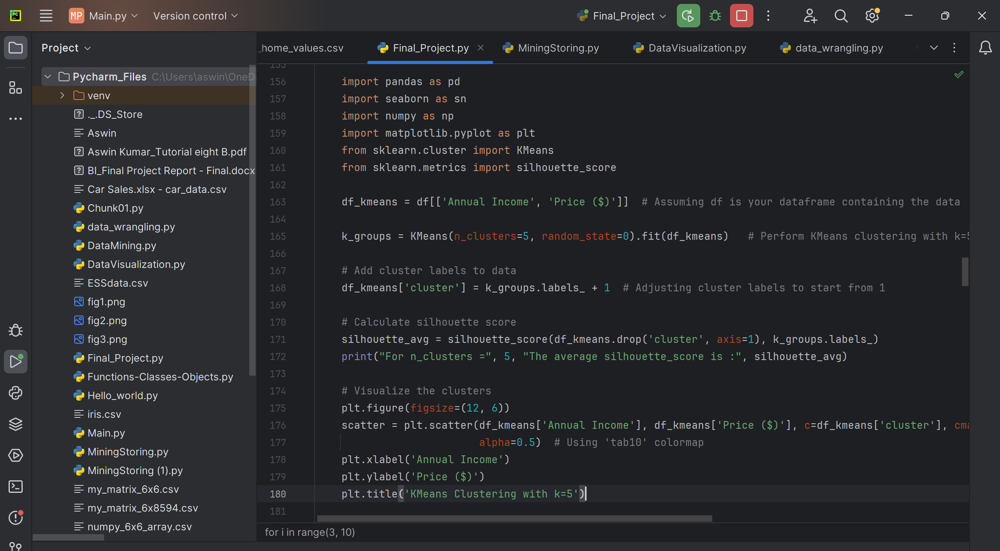 PC
MP Main.py Version control Final_Project
Project
Pycharm_Files C:\Users\aswin\OneD
venv
._.DS_Store
Aswin
Aswin Kumar_Tutorial eight B.pdf
BI_Final Project Report - Final.docx
Car Sales.xlsx - car_data.csv
Chunk01.py
data_wrangling.py
DataMining.py
DataVisualization.py
ESSdata.csv
fig1.png
fig2.png
fig3.png
Final_Project.py
Functions-Classes-Objects.py
Hello_world.py
iris.csv
Main.py
MiningStoring.py
MiningStoring (1).py
my_matrix_6x6.csv
my_matrix_6x8594.csv
numpy_6x6_array.csv
_home_values.csv Final_Project.py MiningStoring.py DataVisualization.py data_wrangling.py
155
156 import pandas as pd
157 import seaborn as sn
158 import numpy as np
159 import matplotlib.pyplot as plt
160 from sklearn.cluster import KMeans
161 from sklearn.metrics import silhouette_score
162
163 df_kmeans = df[['Annual Income', 'Price ($)']]  # Assuming df is your dataframe containing the data
164
165 k_groups = KMeans(n_clusters=5, random_state=0).fit(df_kmeans)   # Perform KMeans clustering with k=5
166
167 # Add cluster labels to data
168 df_kmeans['cluster'] = k_groups.labels_ + 1  # Adjusting cluster labels to start from 1
169
170 # Calculate silhouette score
171 silhouette_avg = silhouette_score(df_kmeans.drop('cluster', axis=1), k_groups.labels_)
172 print("For n_clusters =", 5, "The average silhouette_score is :", silhouette_avg)
173
174 # Visualize the clusters
175 plt.figure(figsize=(12, 6))
176 scatter = plt.scatter(df_kmeans['Annual Income'], df_kmeans['Price ($)'], c=df_kmeans['cluster'], cma
177 alpha=0.5)  # Using 'tab10' colormap
178 plt.xlabel('Annual Income')
179 plt.ylabel('Price ($)')
180 plt.title('KMeans Clustering with k=5')
181
for i in range(3, 10)